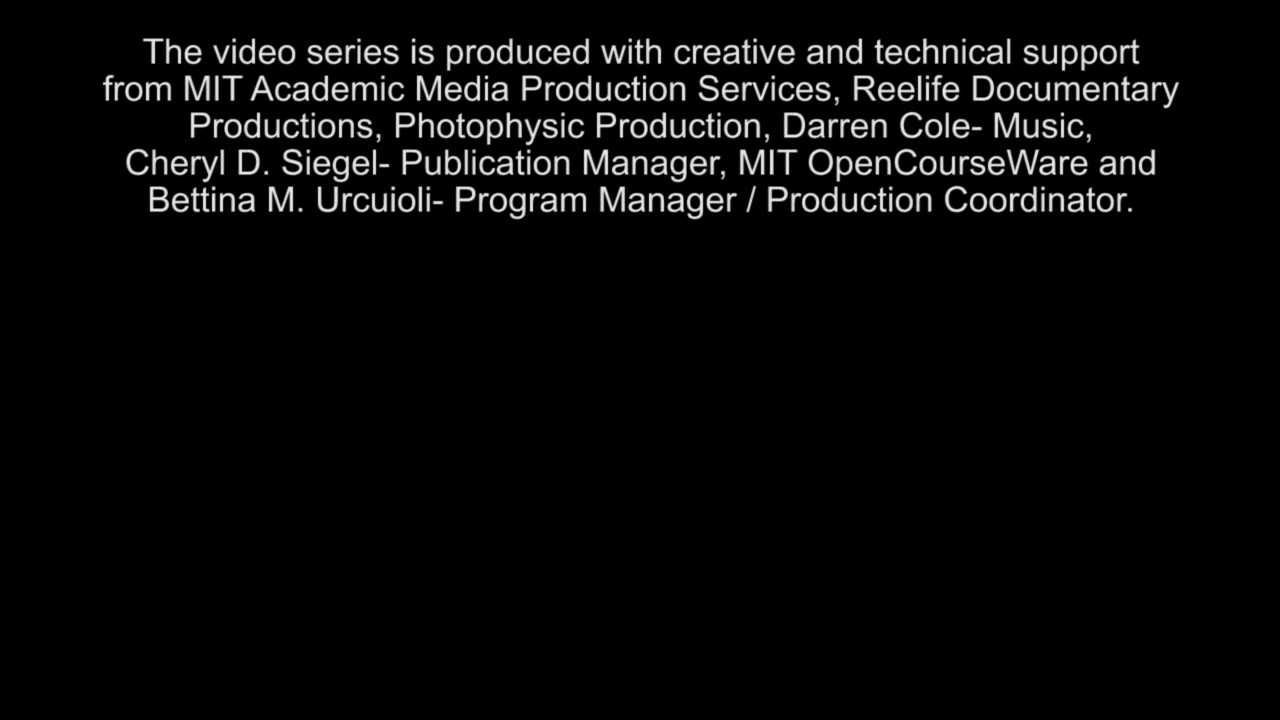 The video series is produced with creative and technical support
from MIT Academic Media Production Services, Reelife Documentary
Productions, Photophysic Production, Darren Cole- Music,
Cheryl D. Siegel- Publication Manager, MIT OpenCourseWare and
Bettina M. Urcuioli- Program Manager / Production Coordinator.